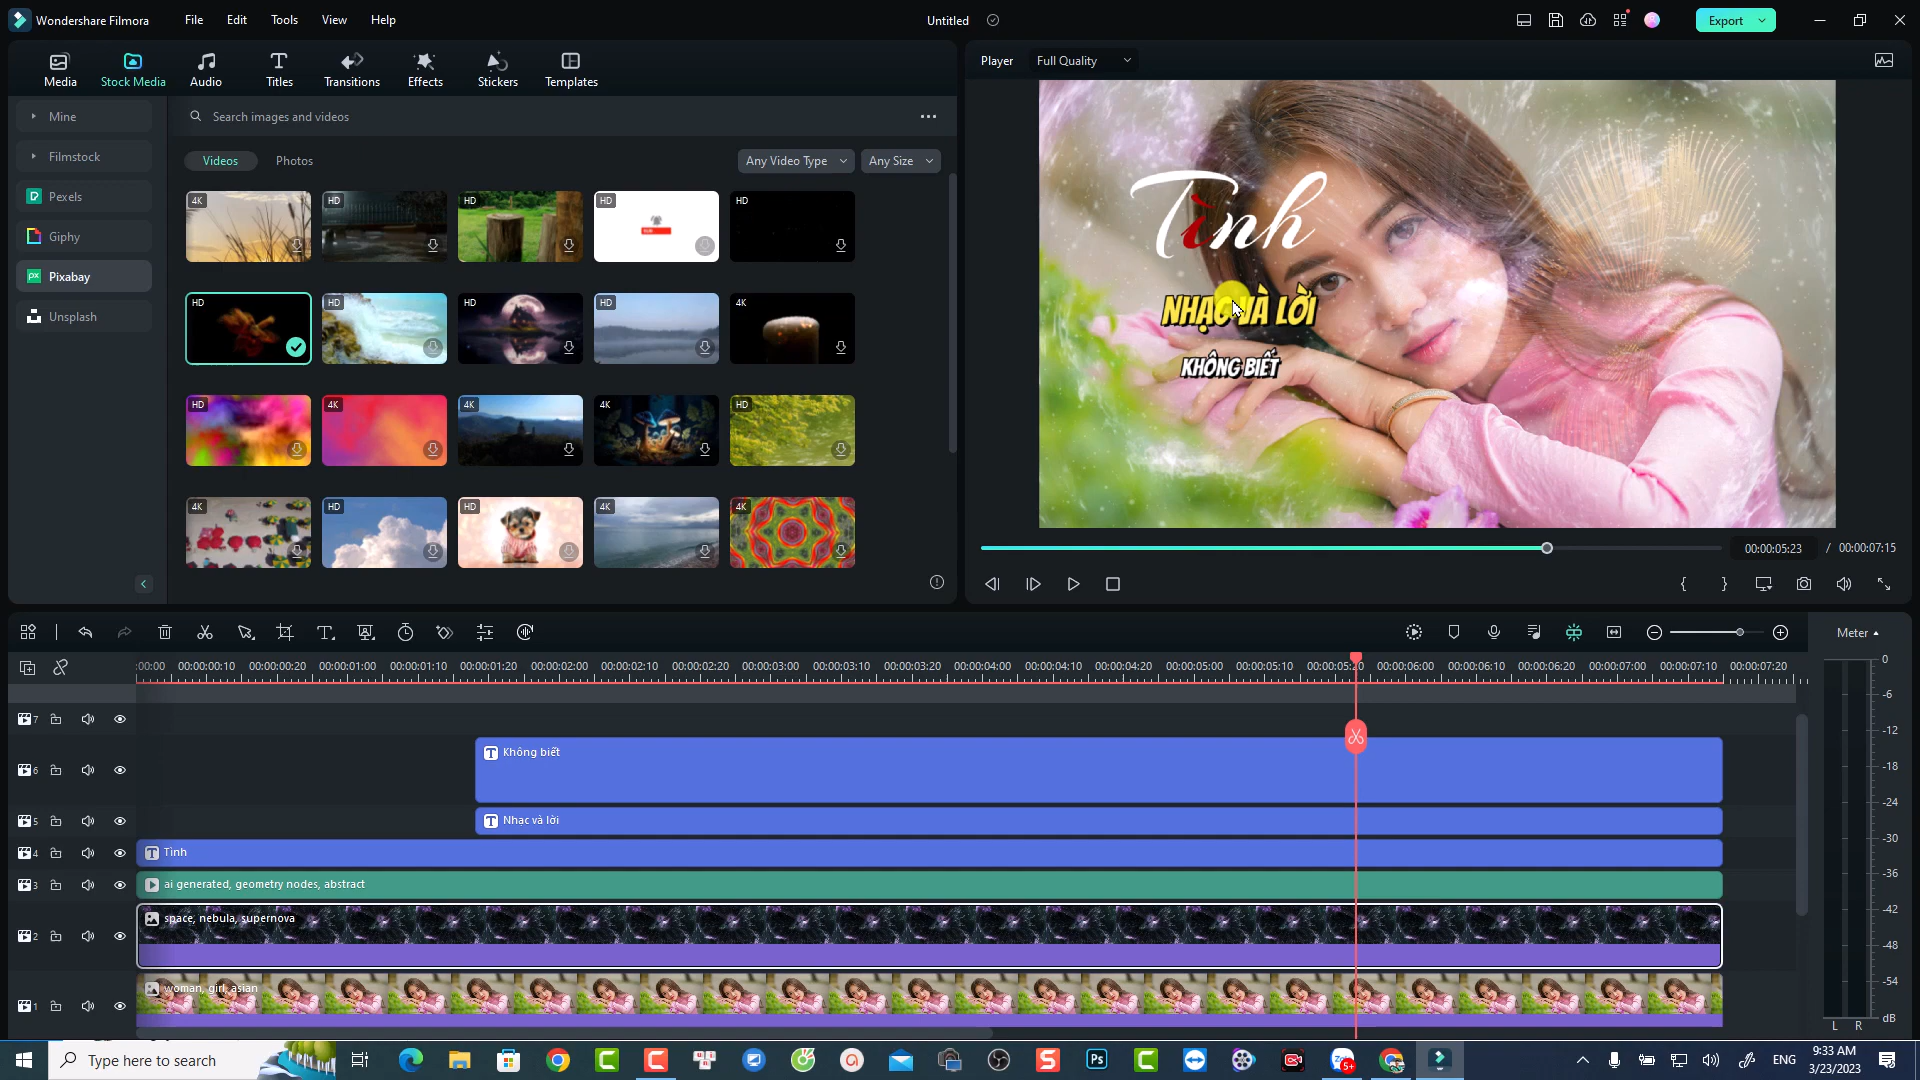 Wondershare Filmora
File
Edit
Tools
View
Help
Untitled
Export
Media
Stock Media
Audio
Titles
Transitions
Effects
Stickers
Templates
Player
Full Quality
Mine
Filmstock
Pexels
Giphy
Pixabay
Unsplash
Search images and videos
Videos
Photos
Any Video Type
Any Size
4K
HD
HD
HD
HD
HD
HD
HD
HD
4K
HD
4K
4K
4K
HD
4K
HD
HD
4K
4K
Tình
NHẠC VÀ LỜI
KHÔNG BIẾT
00:00:05:23 / 00:00:07:15
Meter
:00:00 00:00:00:10 00:00:00:20 00:00:01:00 00:00:01:10 00:00:01:20 00:00:02:00 00:00:02:10 00:00:02:20 00:00:03:00 00:00:03:10 00:00:03:20 00:00:04:00 00:00:04:10 00:00:04:20 00:00:05:00 00:00:05:10 00:00:05:20 00:00:06:00 00:00:06:10 00:00:06:20 00:00:07:00 00:00:07:10 00:00:07:20
7
6
Không biết
5
Nhạc và lời
4
Tình
3
ai generated, geometry nodes, abstract
2
space, nebula, supernova
1
woman, girl, asian
0
-6
-12
-18
-24
-30
-36
-42
-48
-54
dB
L R
Type here to search
Ps
5+
ENG
9:33 AM
3/23/2023